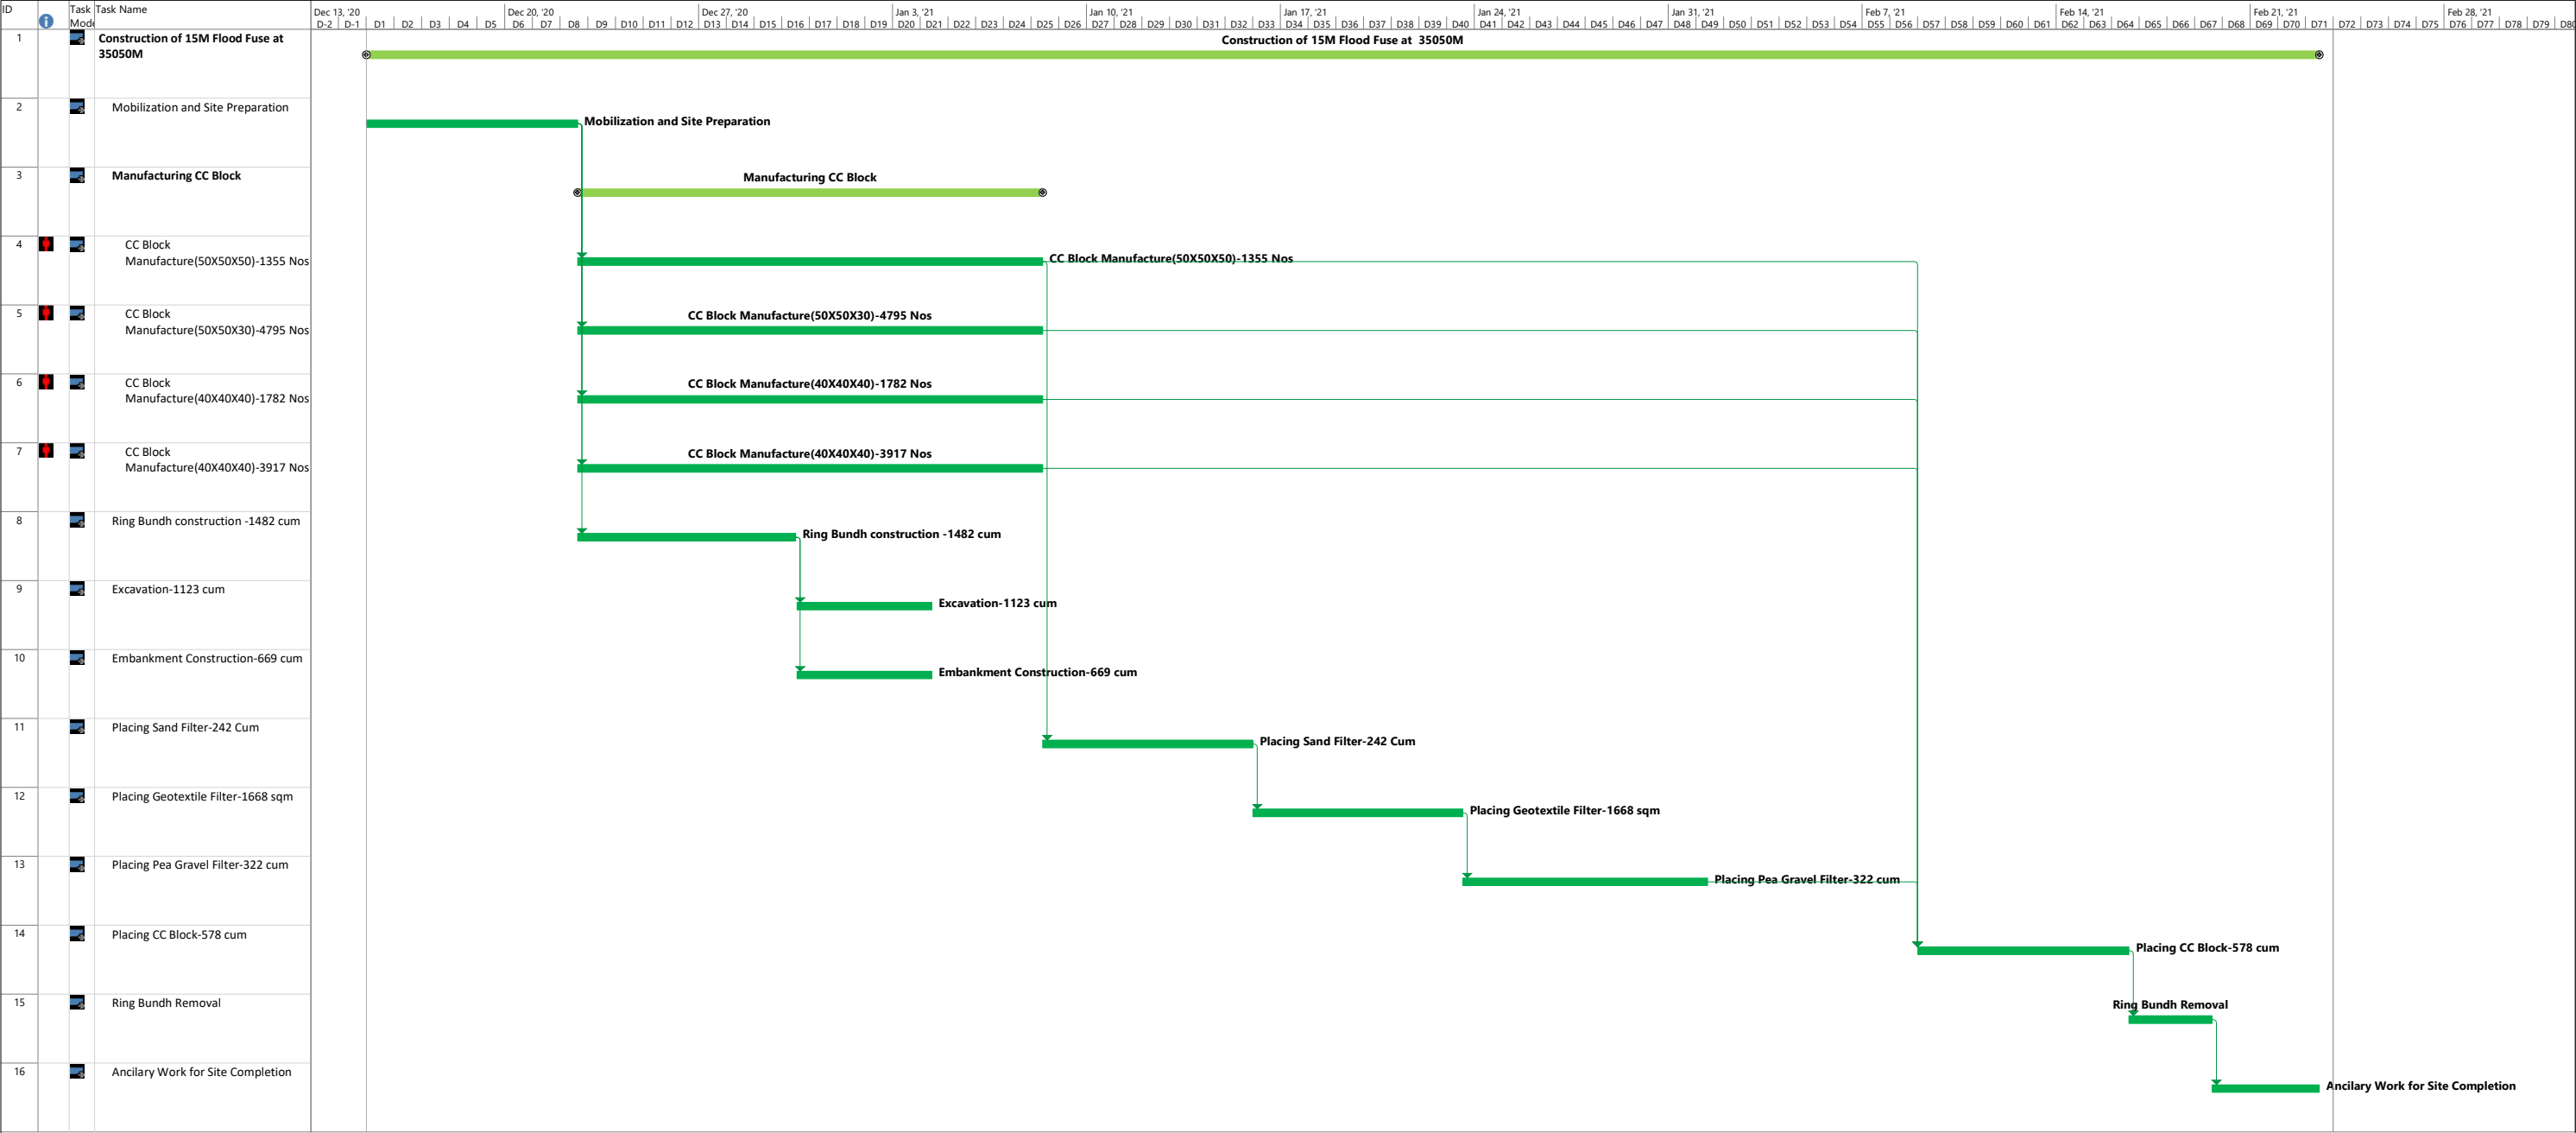 ID Task Mode Task Name Dec 13, '20 Dec 20, '20 Dec 27, '20 Jan 3, '21 Jan 10, '21 Jan 17, '21 Jan 24, '21 Jan 31, '21 Feb 7, '21 Feb 14, '21 Feb 21, '21 Feb 28, '21
D-2 D-1 D1 D2 D3 D4 D5 D6 D7 D8 D9 D10 D11 D12 D13 D14 D15 D16 D17 D18 D19 D20 D21 D22 D23 D24 D25 D26 D27 D28 D29 D30 D31 D32 D33 D34 D35 D36 D37 D38 D39 D40 D41 D42 D43 D44 D45 D46 D47 D48 D49 D50 D51 D52 D53 D54 D55 D56 D57 D58 D59 D60 D61 D62 D63 D64 D65 D66 D67 D68 D69 D70 D71 D72 D73 D74 D75 D76 D77 D78 D79 D80
1 Construction of 15M Flood Fuse at
35050M
Construction of 15M Flood Fuse at 35050M
2 Mobilization and Site Preparation
Mobilization and Site Preparation
3 Manufacturing CC Block
Manufacturing CC Block
4 CC Block
Manufacture(50X50X50)-1355 Nos
CC Block Manufacture(50X50X50)-1355 Nos
5 CC Block
Manufacture(50X50X30)-4795 Nos
CC Block Manufacture(50X50X30)-4795 Nos
6 CC Block
Manufacture(40X40X40)-1782 Nos
CC Block Manufacture(40X40X40)-1782 Nos
7 CC Block
Manufacture(40X40X40)-3917 Nos
CC Block Manufacture(40X40X40)-3917 Nos
8 Ring Bundh construction -1482 cum
Ring Bundh construction -1482 cum
9 Excavation-1123 cum
Excavation-1123 cum
10 Embankment Construction-669 cum
Embankment Construction-669 cum
11 Placing Sand Filter-242 Cum
Placing Sand Filter-242 Cum
12 Placing Geotextile Filter-1668 sqm
Placing Geotextile Filter-1668 sqm
13 Placing Pea Gravel Filter-322 cum
Placing Pea Gravel Filter-322 cum
14 Placing CC Block-578 cum
Placing CC Block-578 cum
15 Ring Bundh Removal
Ring Bundh Removal
16 Ancilary Work for Site Completion
Ancilary Work for Site Completion